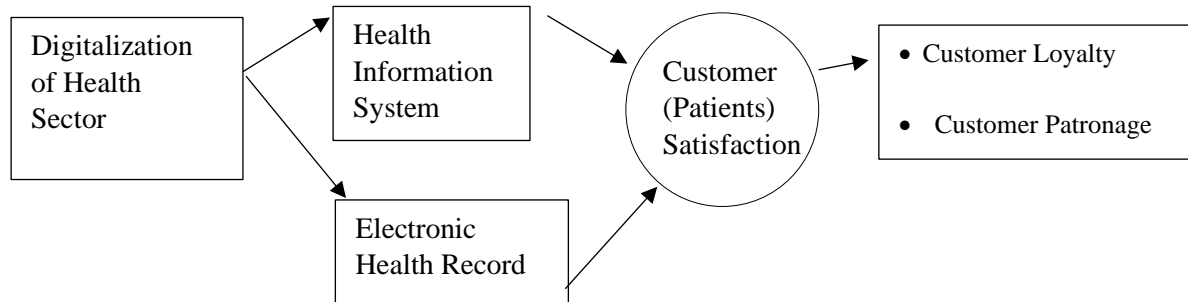 Digitalization
of Health
Sector
Health
Information
System
Electronic
Health Record
Customer
(Patients)
Satisfaction
• Customer Loyalty
• Customer Patronage